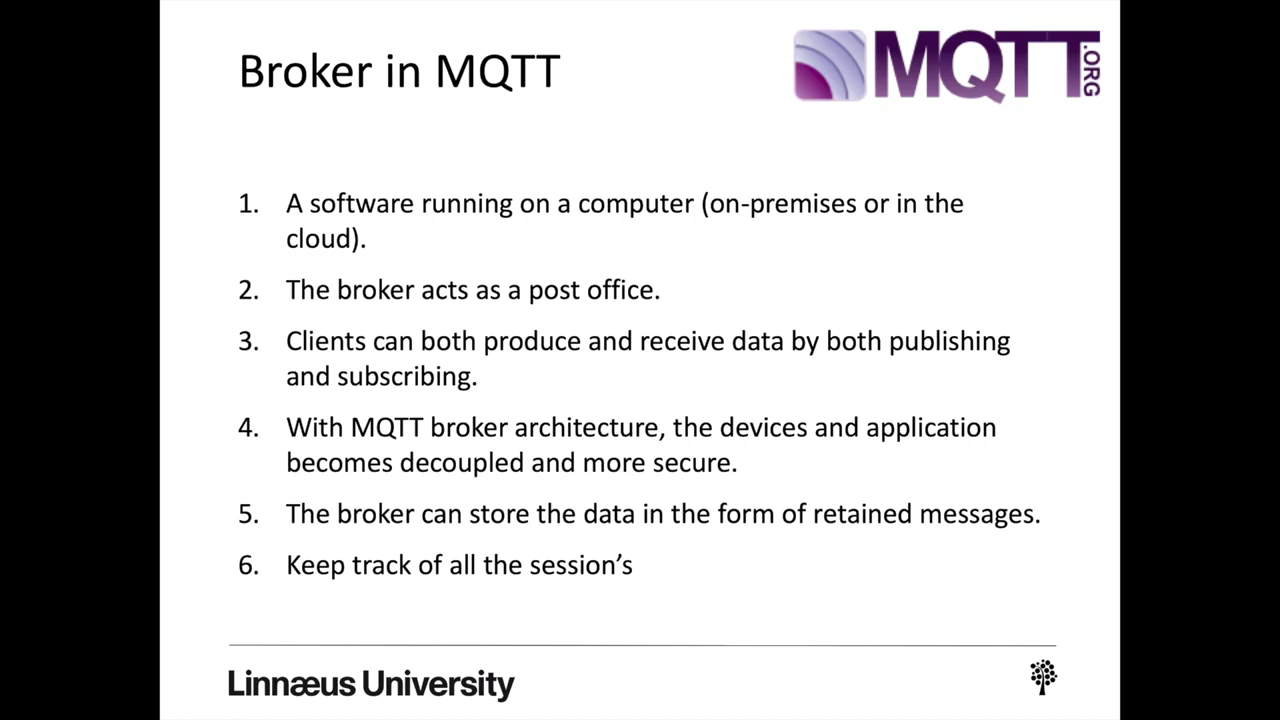 Broker in MQTT
MQTT.ORG
1. A software running on a computer (on-premises or in the
cloud).
2. The broker acts as a post office.
3. Clients can both produce and receive data by both publishing
and subscribing.
4. With MQTT broker architecture, the devices and application
becomes decoupled and more secure.
5. The broker can store the data in the form of retained messages.
6. Keep track of all the session’s
Linnæus University